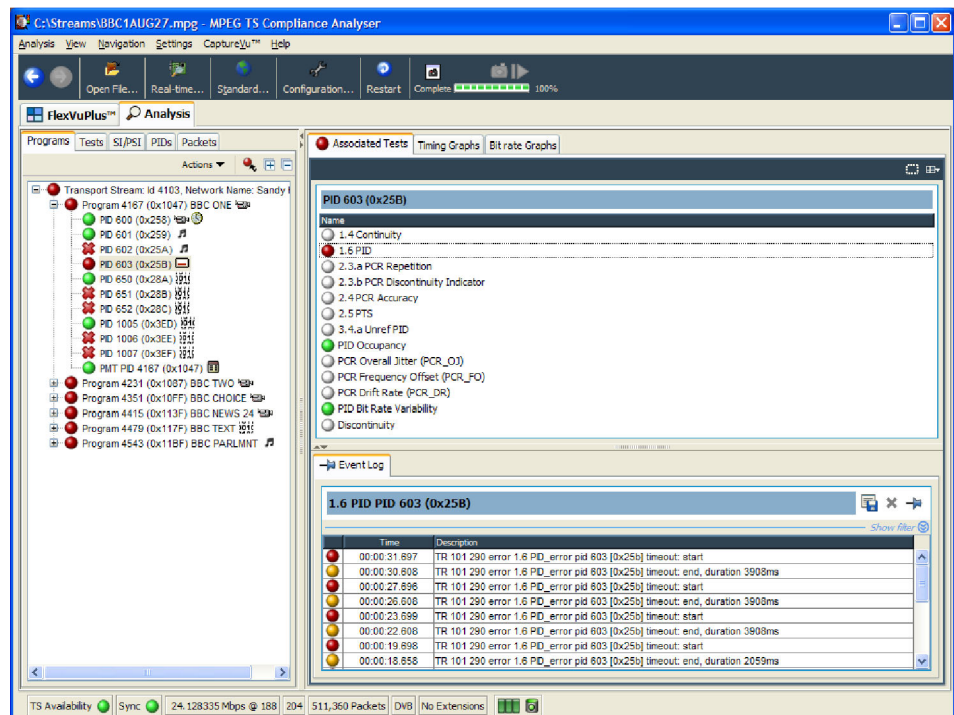 C:\Streams\BBC1AUG27.mpg - MPEG TS Compliance Analyser
Analysis View Navigation Settings CaptureVu™ Help
Open File... Real-time... Standard... Configuration... Restart Complete 100%
FlexVuPlus™ Analysis
Programs Tests SI/PSI PIDs Packets
Actions
Transport Stream: Id 4103, Network Name: Sandy
Program 4167 (0x1047) BBC ONE
PID 600 (0x258)
PID 601 (0x259)
PID 602 (0x25A)
PID 603 (0x25B)
PID 650 (0x28A)
PID 651 (0x28B)
PID 652 (0x28C)
PID 1005 (0x3ED)
PID 1006 (0x3EE)
PID 1007 (0x3EF)
PMT PID 4167 (0x1047)
Program 4231 (0x1087) BBC TWO
Program 4351 (0x10FF) BBC CHOICE
Program 4415 (0x113F) BBC NEWS 24
Program 4479 (0x117F) BBC TEXT
Program 4543 (0x11BF) BBC PARLMNT
Associated Tests Timing Graphs Bit rate Graphs
PID 603 (0x25B)
Name
1.4 Continuity
1.6 PID
2.3.a PCR Repetition
2.3.b PCR Discontinuity Indicator
2.4 PCR Accuracy
2.5 PTS
3.4.a Unref PID
PID Occupancy
PCR Overall Jitter (PCR_OJ)
PCR Frequency Offset (PCR_FO)
PCR Drift Rate (PCR_DR)
PID Bit Rate Variability
Discontinuity
Event Log
1.6 PID PID 603 (0x25B)
Show filter
Time Description
00:00:31.697 TR 101 290 error 1.6 PID_error pid 603 [0x25b] timeout: start
00:00:30.608 TR 101 290 error 1.6 PID_error pid 603 [0x25b] timeout: end, duration 3908ms
00:00:27.696 TR 101 290 error 1.6 PID_error pid 603 [0x25b] timeout: start
00:00:26.608 TR 101 290 error 1.6 PID_error pid 603 [0x25b] timeout: end, duration 3908ms
00:00:23.699 TR 101 290 error 1.6 PID_error pid 603 [0x25b] timeout: start
00:00:22.608 TR 101 290 error 1.6 PID_error pid 603 [0x25b] timeout: end, duration 3908ms
00:00:19.698 TR 101 290 error 1.6 PID_error pid 603 [0x25b] timeout: start
00:00:18.658 TR 101 290 error 1.6 PID_error pid 603 [0x25b] timeout: end, duration 2059ms
TS Availability Sync 24.128335 Mbps @ 188 204 511,360 Packets DVB No Extensions